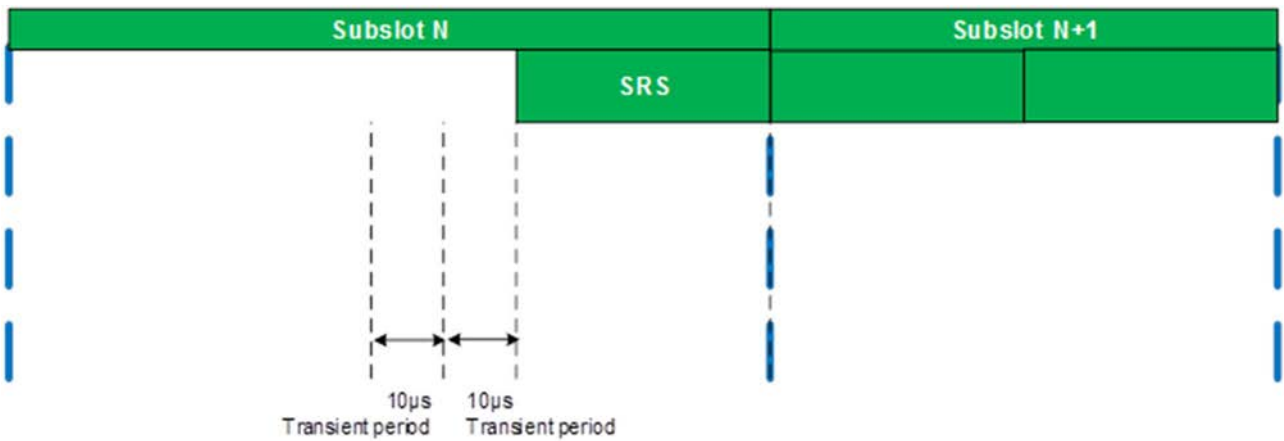 Subslot N
Subslot N+1
SRS
10µs
10µs
Transient period
Transient period